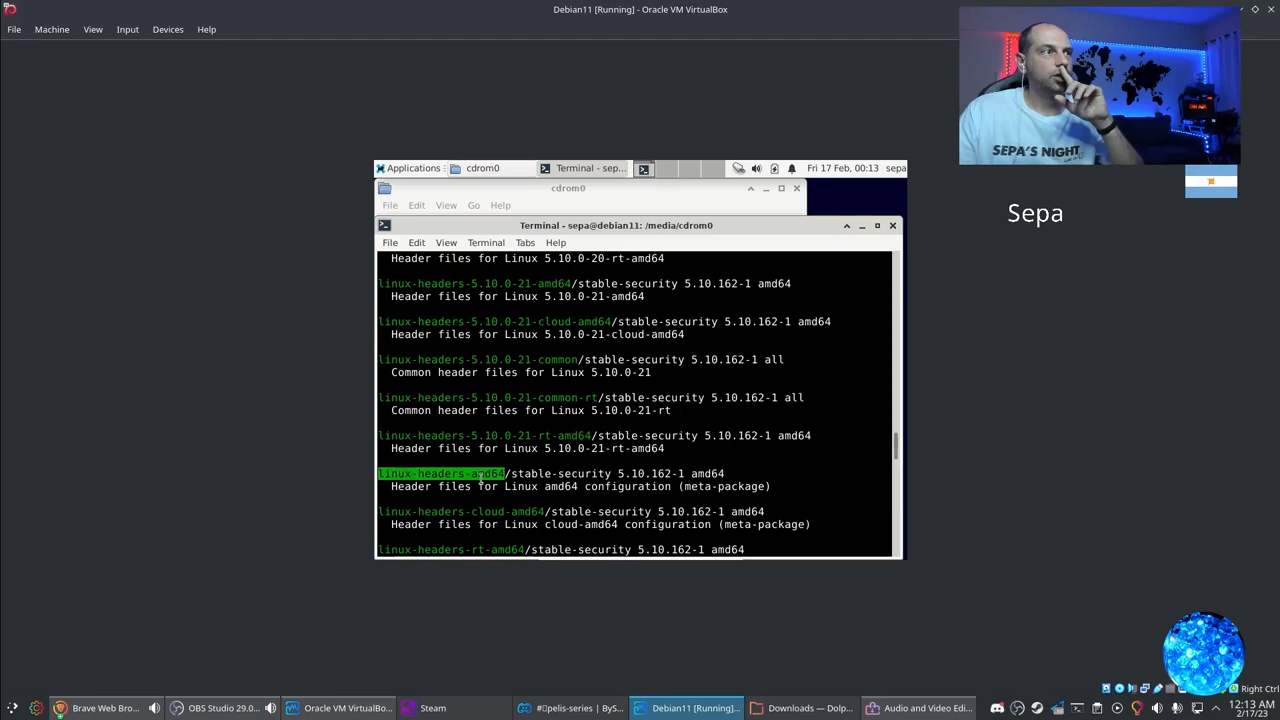 Debian11 [Running] - Oracle VM VirtualBox
File Machine View Input Devices Help
SEPA'S NIGHT
ON AIR
Sepa
Applications cdrom0 Terminal - sep... Fri 17 Feb, 00:13 sepa
cdrom0
File Edit View Go Help
Terminal - sepa@debian11: /media/cdrom0
File Edit View Terminal Tabs Help
Header files for Linux 5.10.0-20-rt-amd64
linux-headers-5.10.0-21-amd64/stable-security 5.10.162-1 amd64
Header files for Linux 5.10.0-21-amd64
linux-headers-5.10.0-21-cloud-amd64/stable-security 5.10.162-1 amd64
Header files for Linux 5.10.0-21-cloud-amd64
linux-headers-5.10.0-21-common/stable-security 5.10.162-1 all
Common header files for Linux 5.10.0-21
linux-headers-5.10.0-21-common-rt/stable-security 5.10.162-1 all
Common header files for Linux 5.10.0-21-rt
linux-headers-5.10.0-21-rt-amd64/stable-security 5.10.162-1 amd64
Header files for Linux 5.10.0-21-rt-amd64
linux-headers-amd64/stable-security 5.10.162-1 amd64
Header files for Linux amd64 configuration (meta-package)
linux-headers-cloud-amd64/stable-security 5.10.162-1 amd64
Header files for Linux cloud-amd64 configuration (meta-package)
linux-headers-rt-amd64/stable-security 5.10.162-1 amd64
Right Ctrl
Brave Web Bro... OBS Studio 29.0... Oracle VM VirtualB... Steam #pelis-series | ByS... Debian11 [Running]... Downloads — Dolp... Audio and Video Edi...
12:13 AM
2/17/23